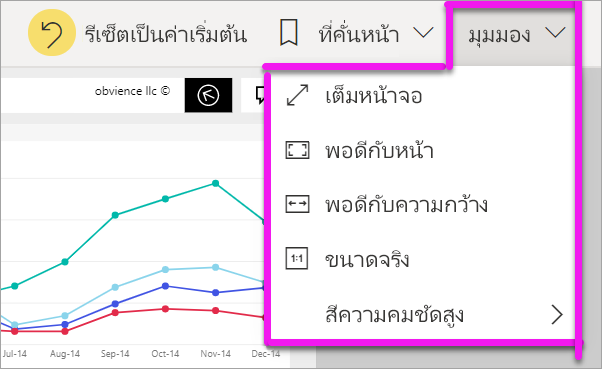 รีเซ็ตเป็นค่าเริ่มต้น ที่คั่นหน้า มุมมอง
obvience llc ©
เต็มหน้าจอ
พอดีกับหน้า
พอดีกับความกว้าง
1:1 ขนาดจริง
สีความคมชัดสูง
Jul-14 Aug-14 Sep-14 Oct-14 Nov-14 Dec-14